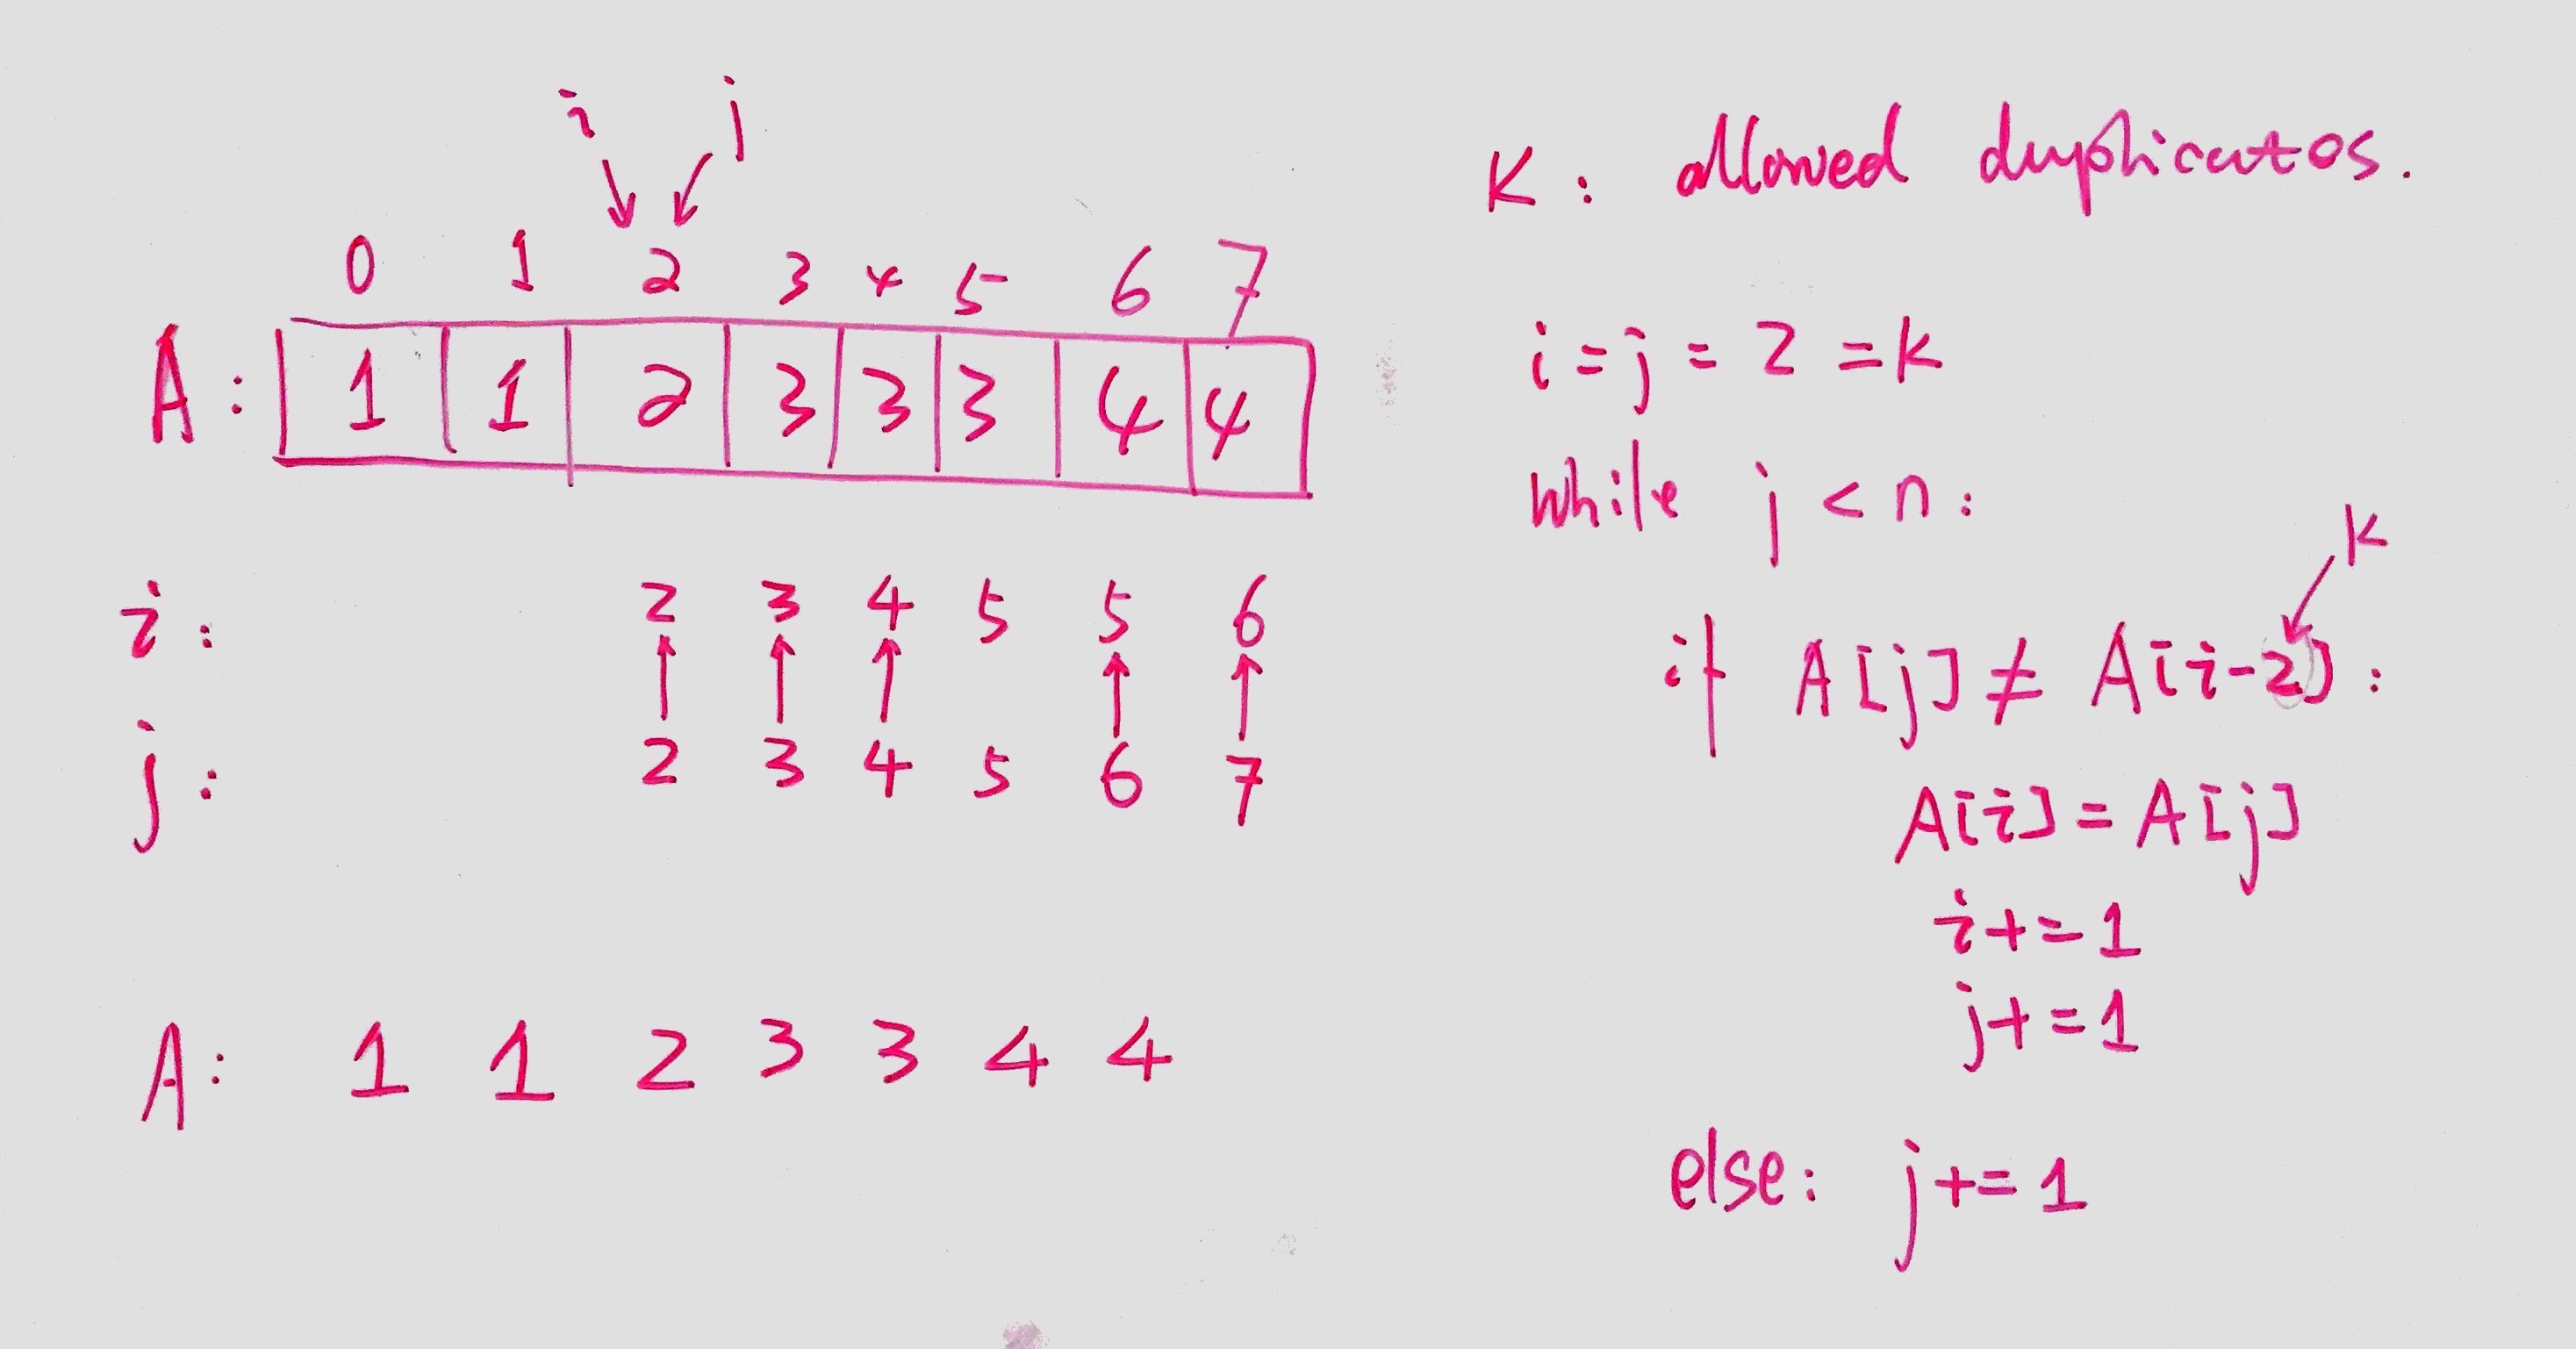 i j
0 1 2 3 4 5 6 7
A: 1 1 2 3 3 3 4 4
i: 2 3 4 5 5 6
j: 2 3 4 5 6 7
A: 1 1 2 3 3 4 4
K: allowed duplicates.
i = j = 2 = K
while j < n:
K
if A[j] ≠ A[i-2]:
A[i] = A[j]
i += 1
j += 1
else: j += 1